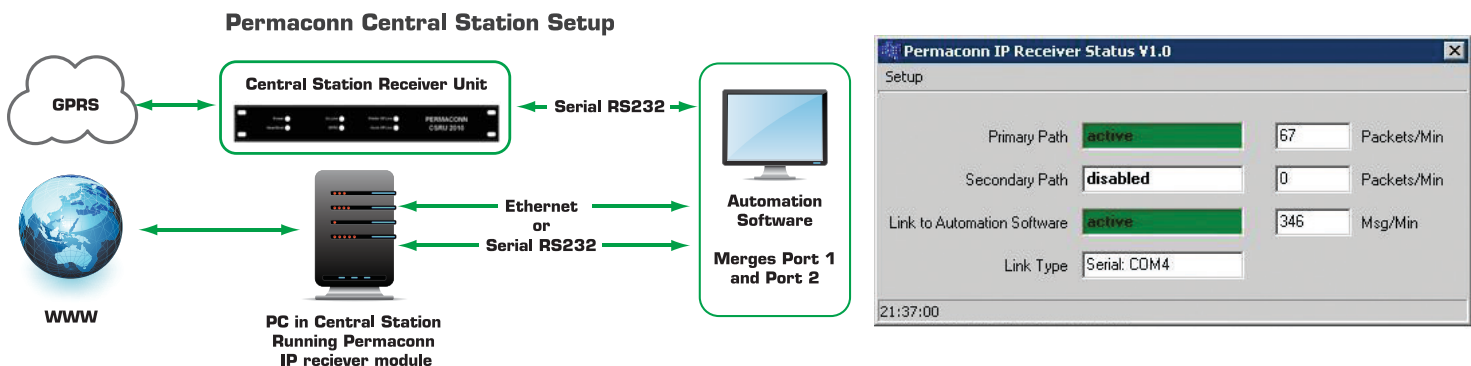 Permaconn Central Station Setup
GPRS
Central Station Receiver Unit
PERMACONN
CSRU 2010
Serial RS232
WWW
PC in Central Station
Running Permaconn
IP reciever module
Ethernet
or
Serial RS232
Automation
Software
Merges Port 1
and Port 2
Permaconn IP Receiver Status V1.0
Setup
Primary Path active 67 Packets/Min
Secondary Path disabled 0 Packets/Min
Link to Automation Software active 346 Msg/Min
Link Type Serial: COM4
21:37:00